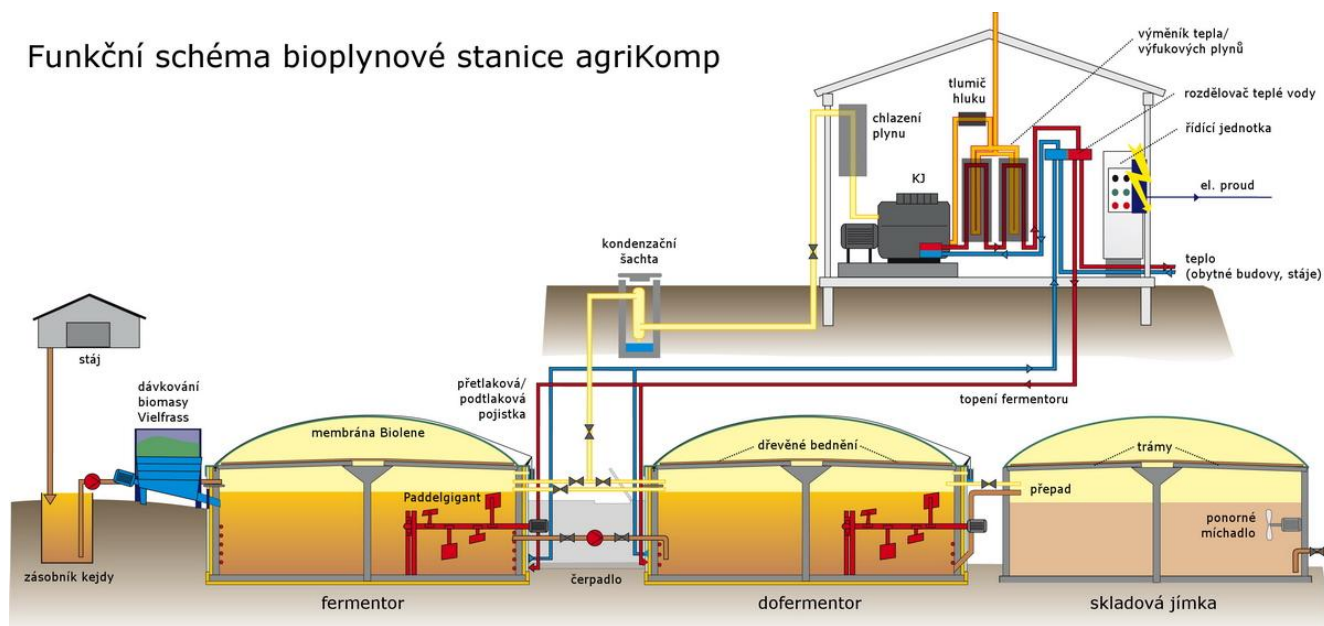 Funkční schéma bioplynové stanice agriKomp
výměník tepla/
výfukových plynů
tlumič
hluku
rozdělovač teplé vody
chlazení
plynu
řídící jednotka
KJ
el. proud
kondenzační
šachta
teplo
(obytné budovy, stáje)
stáj
dávkování
biomasy
Vielfrass
přetlaková/
podtlaková
pojistka
topení fermentoru
membrána Biolene
dřevěné bednění
trámy
Paddelgigant
přepad
ponorné
míchadlo
zásobník kejdy
čerpadlo
fermentor
dofermentor
skladová jímka